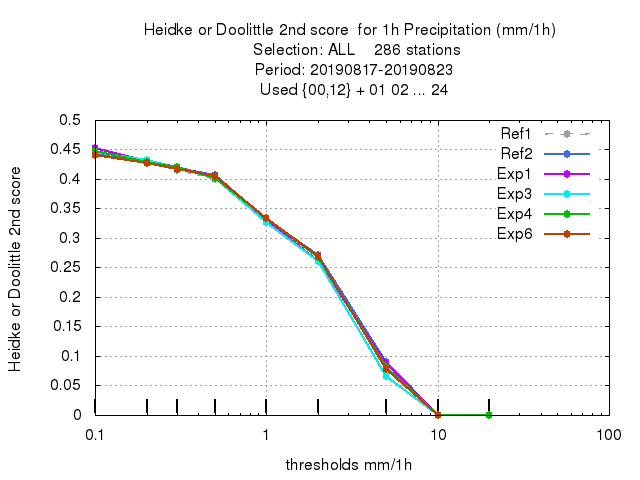 Heidke or Doolittle 2nd score  for 1h Precipitation (mm/1h)
Selection: ALL    286 stations
Period: 20190817-20190823
Used {00,12} + 01 02 ... 24
Heidke or Doolittle 2nd score
0.5
0.45
0.4
0.35
0.3
0.25
0.2
0.15
0.1
0.05
0
Ref1
Ref2
Exp1
Exp3
Exp4
Exp6
0.1 1 10 100
thresholds mm/1h